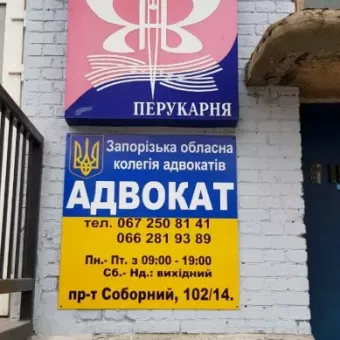 ПЕРУКАРНЯ
Запорізька обласна
колегія адвокатів
АДВОКАТ
тел. 067 250 81 41
066 281 93 89
Пн.- Пт. з 09:00 - 19:00
Сб.- Нд.: вихідний
пр-т Соборний, 102/14.